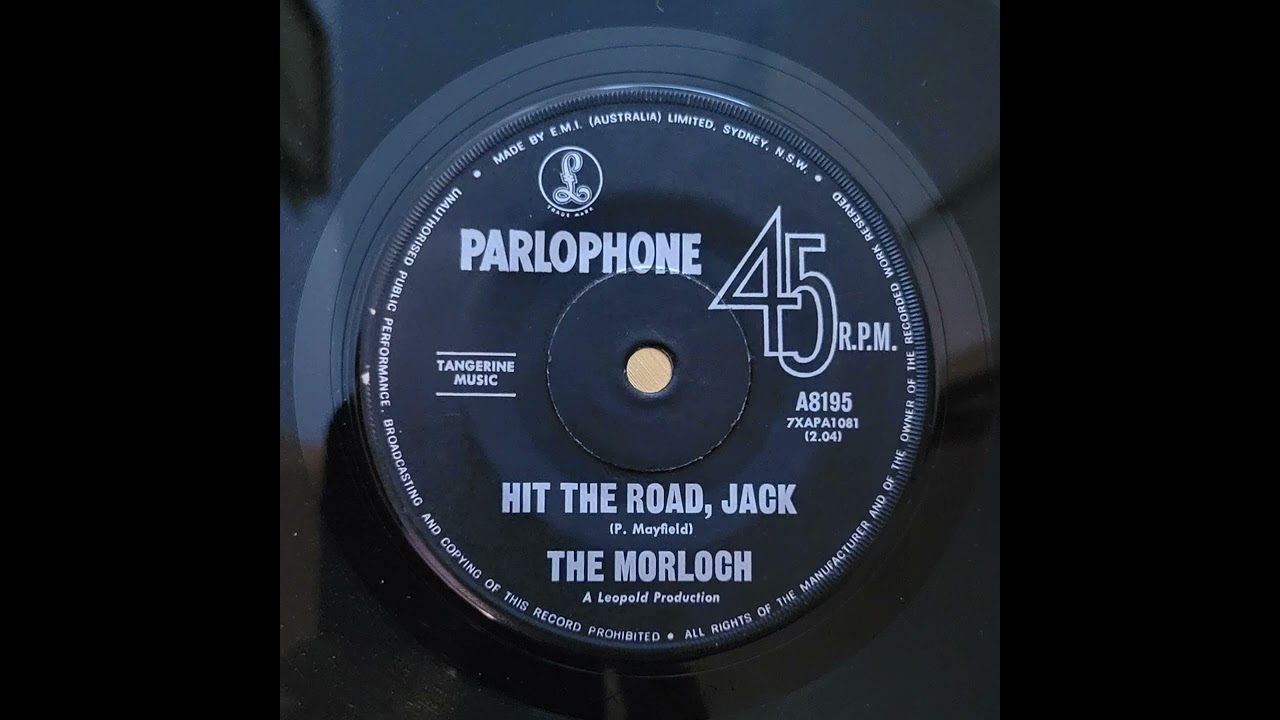 MADE BY E.M.I. (AUSTRALIA) LIMITED, SYDNEY, N.S.W.
£
TRADE MARK
PARLOPHONE
45 R.P.M.
TANGERINE
MUSIC
A8195
7XAPA1081
(2.04)
HIT THE ROAD, JACK
(P. Mayfield)
THE MORLOCH
A Leopold Production
UNAUTHORISED PUBLIC PERFORMANCE, BROADCASTING AND COPYING OF THIS RECORD PROHIBITED • ALL RIGHTS OF THE MANUFACTURER AND OF THE OWNER OF THE RECORDED WORK RESERVED